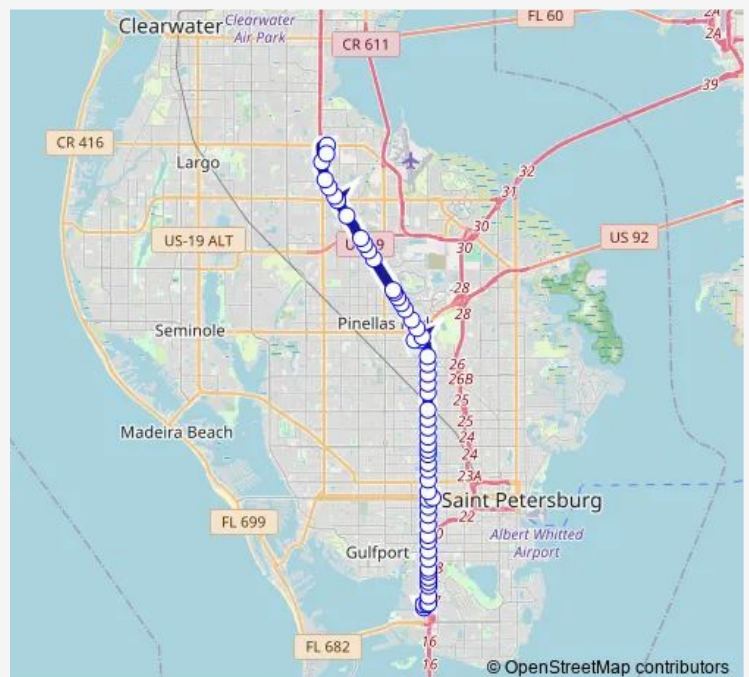 Clearwater
Clearwater
Air Park
FL 60
2A
2A
CR 611
39
CR 416
Largo
32
31
30
30
US-19 ALT
US 92
28
28
Seminole
26
26B
25
25
24
24
Madeira Beach
23A
Saint Petersburg
22
FL 699
Albert Whitted
Airport
Gulfport
FL 682
16
16
© OpenStreetMap contributors